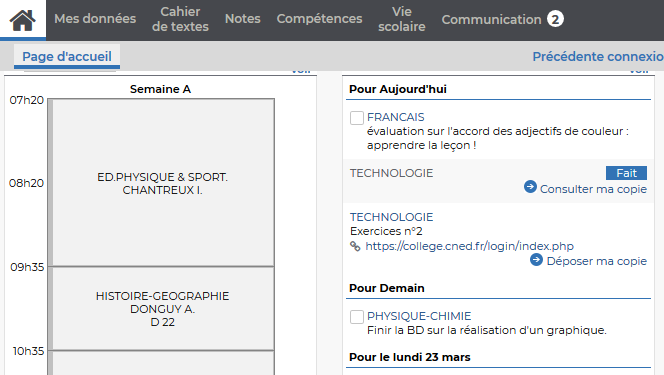 Mes données
Cahier
de textes
Notes
Compétences
Vie
scolaire
Communication 2
Page d'accueil
Précédente connexio
Semaine A
07h20
ED.PHYSIQUE & SPORT.
08h20
CHANTREUX I.
09h35
HISTOIRE-GEOGRAPHIE
DONGUY A.
D 22
10h35
Pour Aujourd'hui
FRANCAIS
évaluation sur l'accord des adjectifs de couleur :
apprendre la leçon !
TECHNOLOGIE
Fait
Consulter ma copie
TECHNOLOGIE
Exercices n°2
https://college.cned.fr/login/index.php
Déposer ma copie
Pour Demain
PHYSIQUE-CHIMIE
Finir la BD sur la réalisation d'un graphique.
Pour le lundi 23 mars